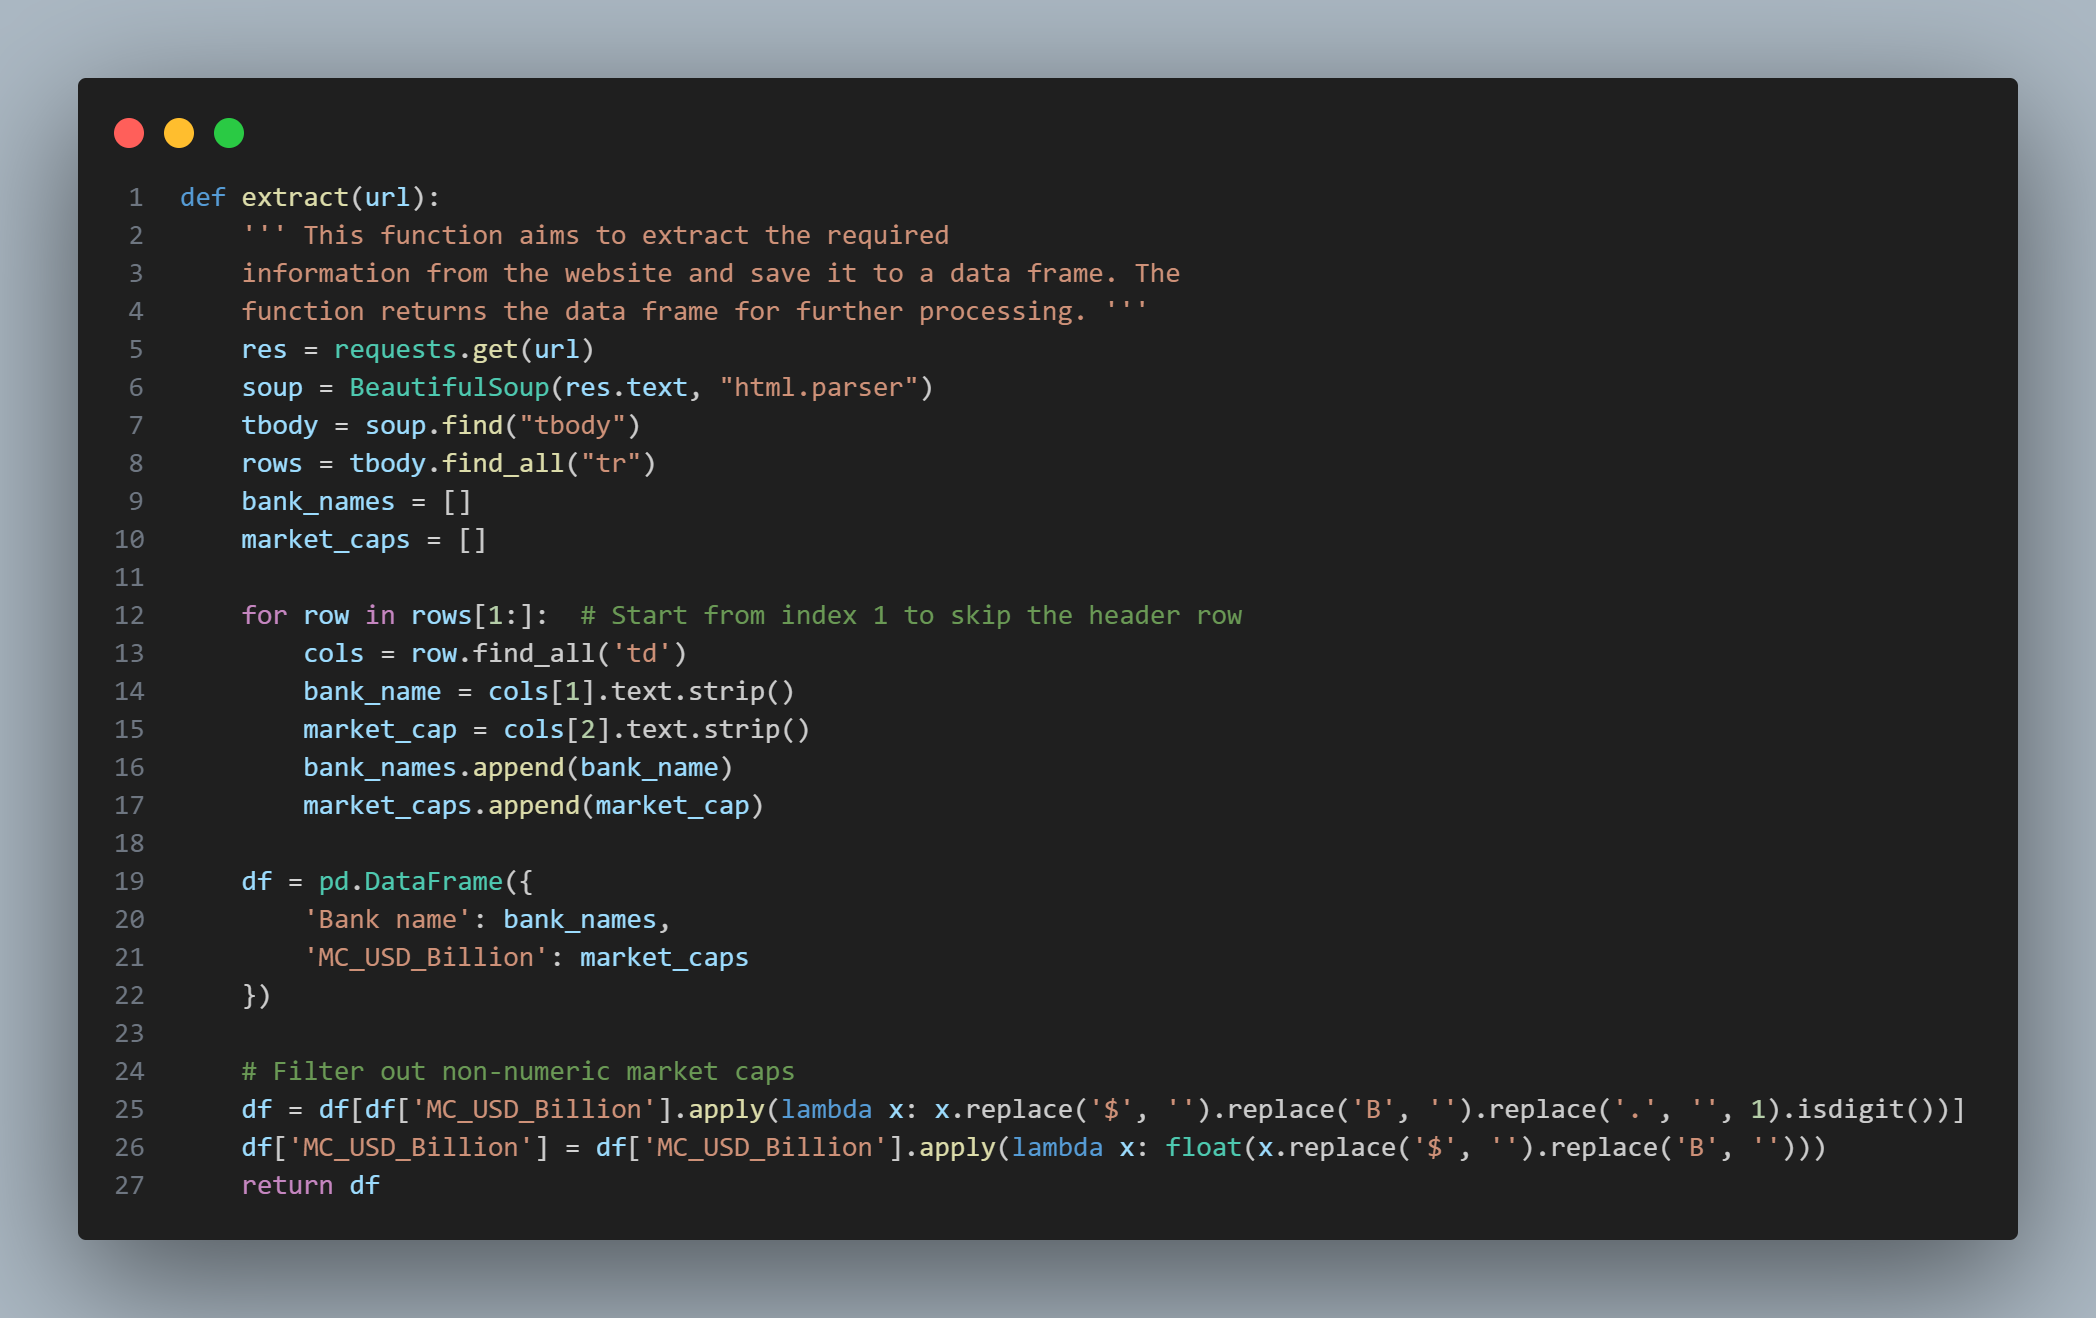 1 def extract(url):
2     ''' This function aims to extract the required
3     information from the website and save it to a data frame. The
4     function returns the data frame for further processing. '''
5     res = requests.get(url)
6     soup = BeautifulSoup(res.text, "html.parser")
7     tbody = soup.find("tbody")
8     rows = tbody.find_all("tr")
9     bank_names = []
10     market_caps = []
11
12     for row in rows[1:]:  # Start from index 1 to skip the header row
13         cols = row.find_all('td')
14         bank_name = cols[1].text.strip()
15         market_cap = cols[2].text.strip()
16         bank_names.append(bank_name)
17         market_caps.append(market_cap)
18
19     df = pd.DataFrame({
20         'Bank name': bank_names,
21         'MC_USD_Billion': market_caps
22     })
23
24     # Filter out non-numeric market caps
25     df = df[df['MC_USD_Billion'].apply(lambda x: x.replace('$', '').replace('B', '').replace('.', '', 1).isdigit())]
26     df['MC_USD_Billion'] = df['MC_USD_Billion'].apply(lambda x: float(x.replace('$', '').replace('B', '')))
27     return df